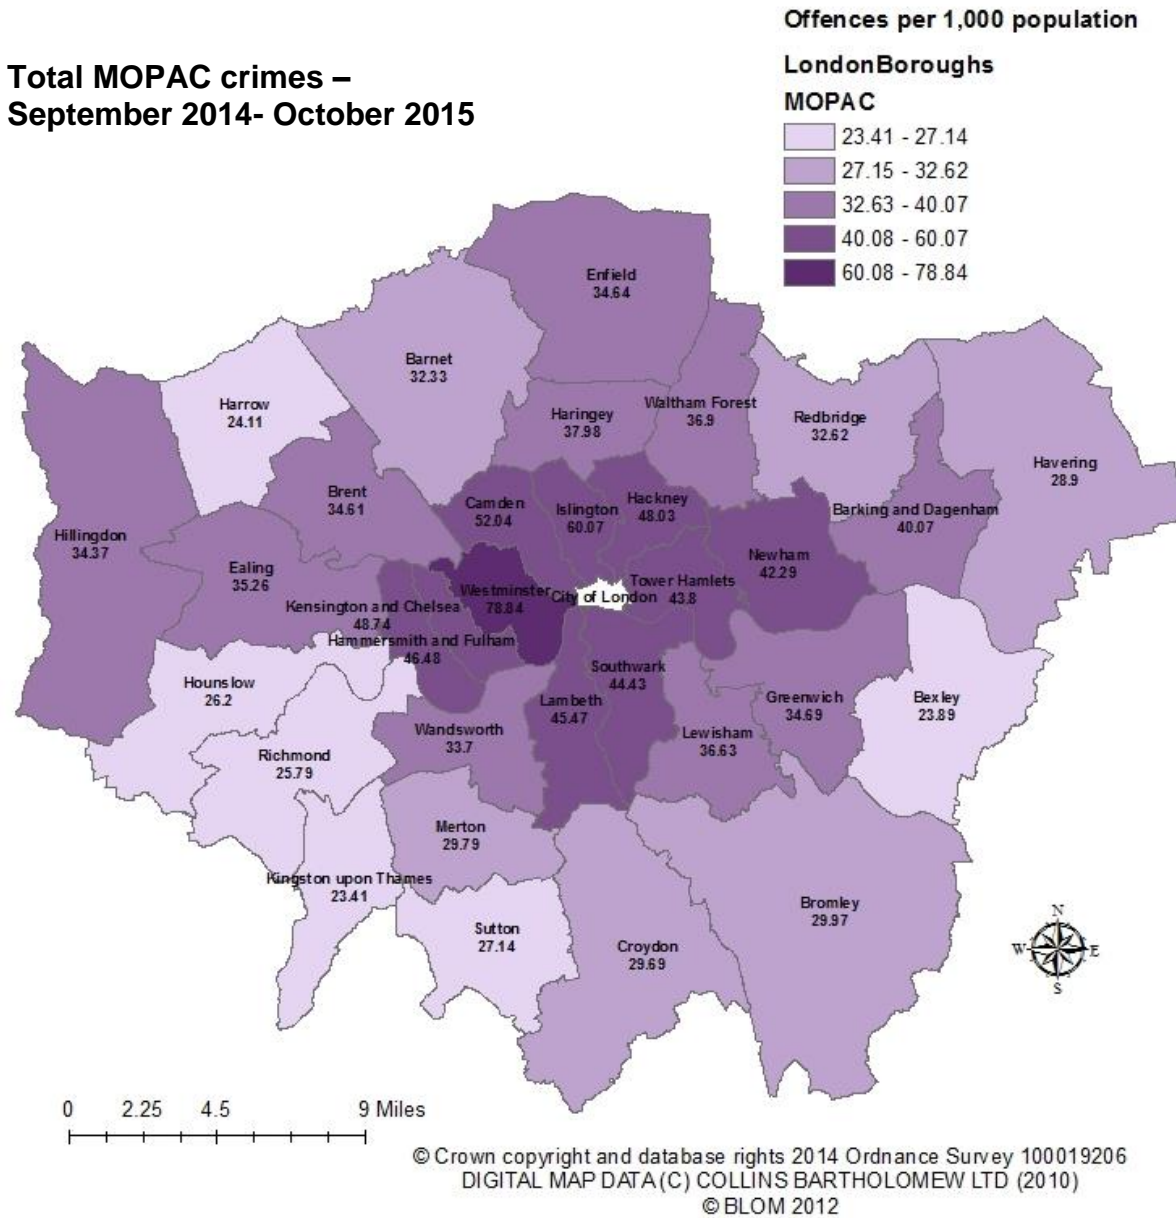 Offences per 1,000 population
Total MOPAC crimes –
September 2014- October 2015
LondonBoroughs
MOPAC
23.41 - 27.14
27.15 - 32.62
32.63 - 40.07
40.08 - 60.07
60.08 - 78.84
Enfield
34.64
Barnet
32.33
Harrow
24.11
Haringey
37.98
Waltham Forest
36.9
Redbridge
32.62
Havering
28.9
Brent
34.61
Camden
52.04
Islington
60.07
Hackney
48.03
Barking and Dagenham
40.07
Hillingdon
34.37
Ealing
35.26
Newham
42.29
Westminster
78.84
City of London
Tower Hamlets
43.8
Kensington and Chelsea
48.74
Hammersmith and Fulham
46.48
Hounslow
26.2
Southwark
44.43
Lambeth
45.47
Greenwich
34.69
Bexley
23.89
Wandsworth
33.7
Lewisham
36.63
Richmond
25.79
Merton
29.79
Kingston upon Thames
23.41
Sutton
27.14
Croydon
29.69
Bromley
29.97
N
W
E
S
0 2.25 4.5 9 Miles
© Crown copyright and database rights 2014 Ordnance Survey 100019206
DIGITAL MAP DATA (C) COLLINS BARTHOLOMEW LTD (2010)
© BLOM 2012